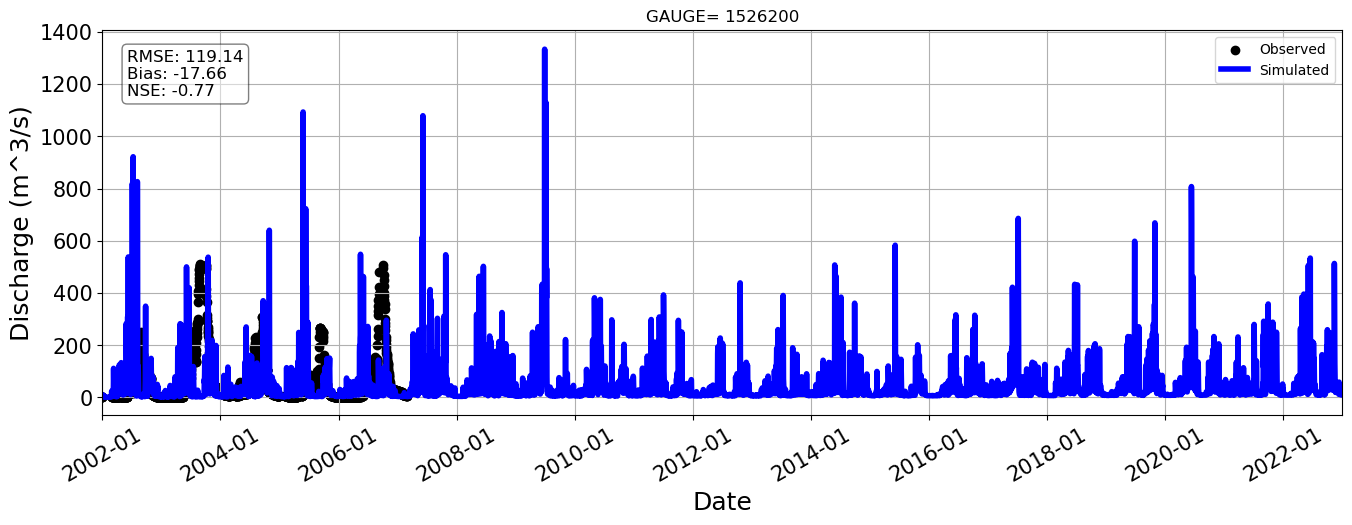 GAUGE= 1526200
RMSE: 119.14
Bias: -17.66
NSE: -0.77
Observed
Simulated
Discharge (m^3/s)
1400
1200
1000
800
600
400
200
0
2002-01
2004-01
2006-01
2008-01
2010-01
2012-01
2014-01
2016-01
2018-01
2020-01
2022-01
Date